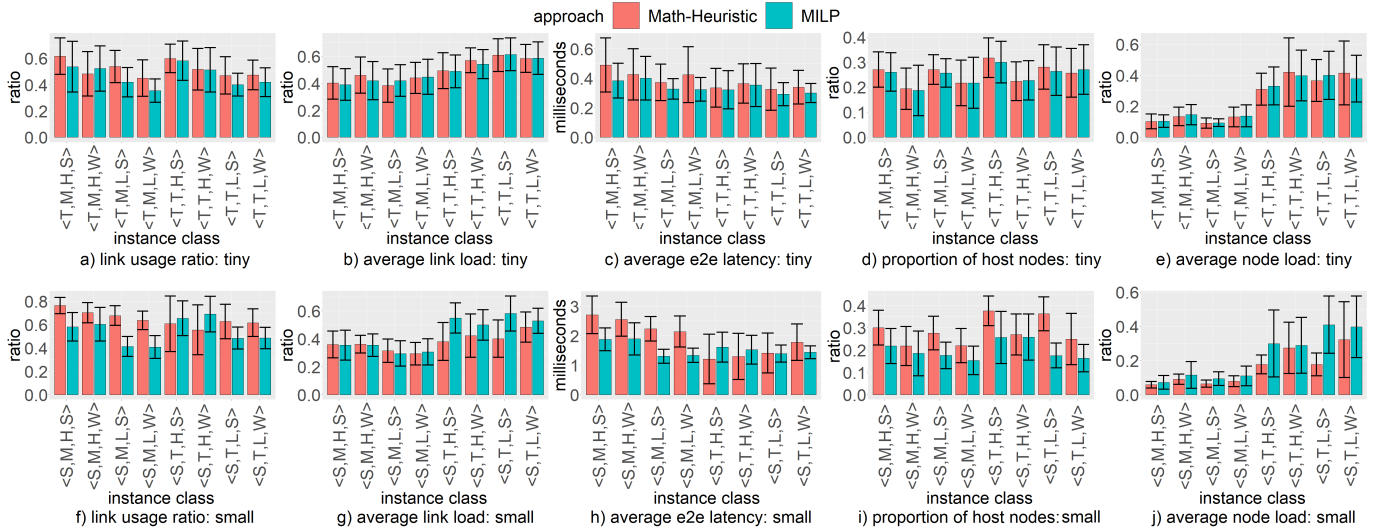 approach Math-Heuristic MILP
ratio
0.6
0.4
0.2
0.0
<T,M,H,S>
<T,M,H,W>
<T,M,L,S>
<T,M,L,W>
<T,T,H,S>
<T,T,H,W>
<T,T,L,S>
<T,T,L,W>
instance class
a) link usage ratio: tiny
ratio
0.6
0.4
0.2
0.0
<T,M,H,S>
<T,M,H,W>
<T,M,L,S>
<T,M,L,W>
<T,T,H,S>
<T,T,H,W>
<T,T,L,S>
<T,T,L,W>
instance class
b) average link load: tiny
milliseconds
0.6
0.4
0.2
0.0
<T,M,H,S>
<T,M,H,W>
<T,M,L,S>
<T,M,L,W>
<T,T,H,S>
<T,T,H,W>
<T,T,L,S>
<T,T,L,W>
instance class
c) average e2e latency: tiny
ratio
0.4
0.3
0.2
0.1
0.0
<T,M,H,S>
<T,M,H,W>
<T,M,L,S>
<T,M,L,W>
<T,T,H,S>
<T,T,H,W>
<T,T,L,S>
<T,T,L,W>
instance class
d) proportion of host nodes: tiny
ratio
0.6
0.4
0.2
0.0
<T,M,H,S>
<T,M,H,W>
<T,M,L,S>
<T,M,L,W>
<T,T,H,S>
<T,T,H,W>
<T,T,L,S>
<T,T,L,W>
instance class
e) average node load: tiny
ratio
0.8
0.6
0.4
0.2
0.0
<S,M,H,S>
<S,M,H,W>
<S,M,L,S>
<S,M,L,W>
<S,T,H,S>
<S,T,H,W>
<S,T,L,S>
<S,T,L,W>
instance class
f) link usage ratio: small
ratio
0.6
0.4
0.2
0.0
<S,M,H,S>
<S,M,H,W>
<S,M,L,S>
<S,M,L,W>
<S,T,H,S>
<S,T,H,W>
<S,T,L,S>
<S,T,L,W>
instance class
g) average link load: small
milliseconds
3
2
1
0
<S,M,H,S>
<S,M,H,W>
<S,M,L,S>
<S,M,L,W>
<S,T,H,S>
<S,T,H,W>
<S,T,L,S>
<S,T,L,W>
instance class
h) average e2e latency: small
ratio
0.4
0.3
0.2
0.1
0.0
<S,M,H,S>
<S,M,H,W>
<S,M,L,S>
<S,M,L,W>
<S,T,H,S>
<S,T,H,W>
<S,T,L,S>
<S,T,L,W>
instance class
i) proportion of host nodes:small
ratio
0.6
0.4
0.2
0.0
<S,M,H,S>
<S,M,H,W>
<S,M,L,S>
<S,M,L,W>
<S,T,H,S>
<S,T,H,W>
<S,T,L,S>
<S,T,L,W>
instance class
j) average node load: small